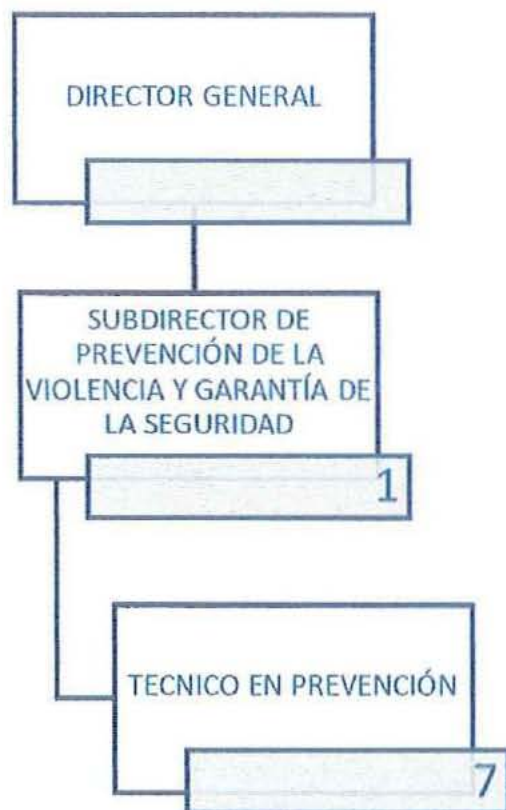 DIRECTOR GENERAL
SUBDIRECTOR DE
PREVENCIÓN DE LA
VIOLENCIA Y GARANTÍA DE
LA SEGURIDAD
1
TECNICO EN PREVENCIÓN
7